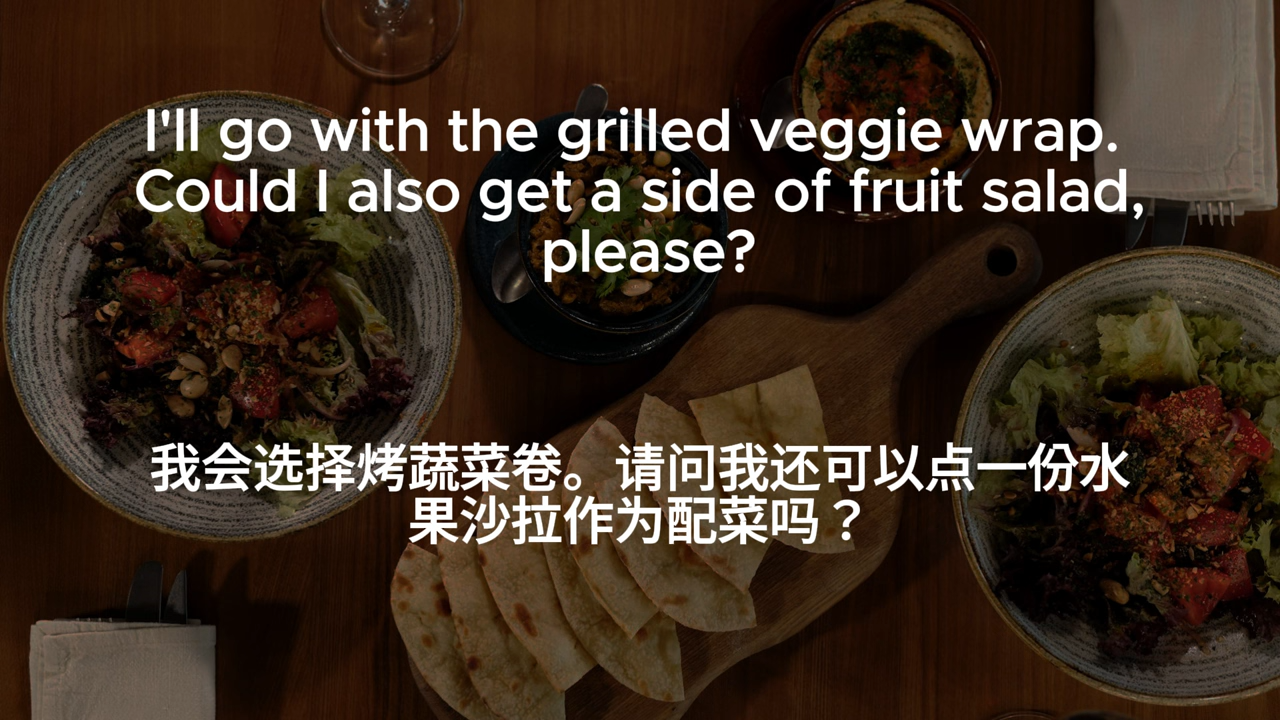 I'll go with the grilled veggie wrap.
Could I also get a side of fruit salad,
please?
我会选择烤蔬菜卷。请问我还可以点一份水
果沙拉作为配菜吗？